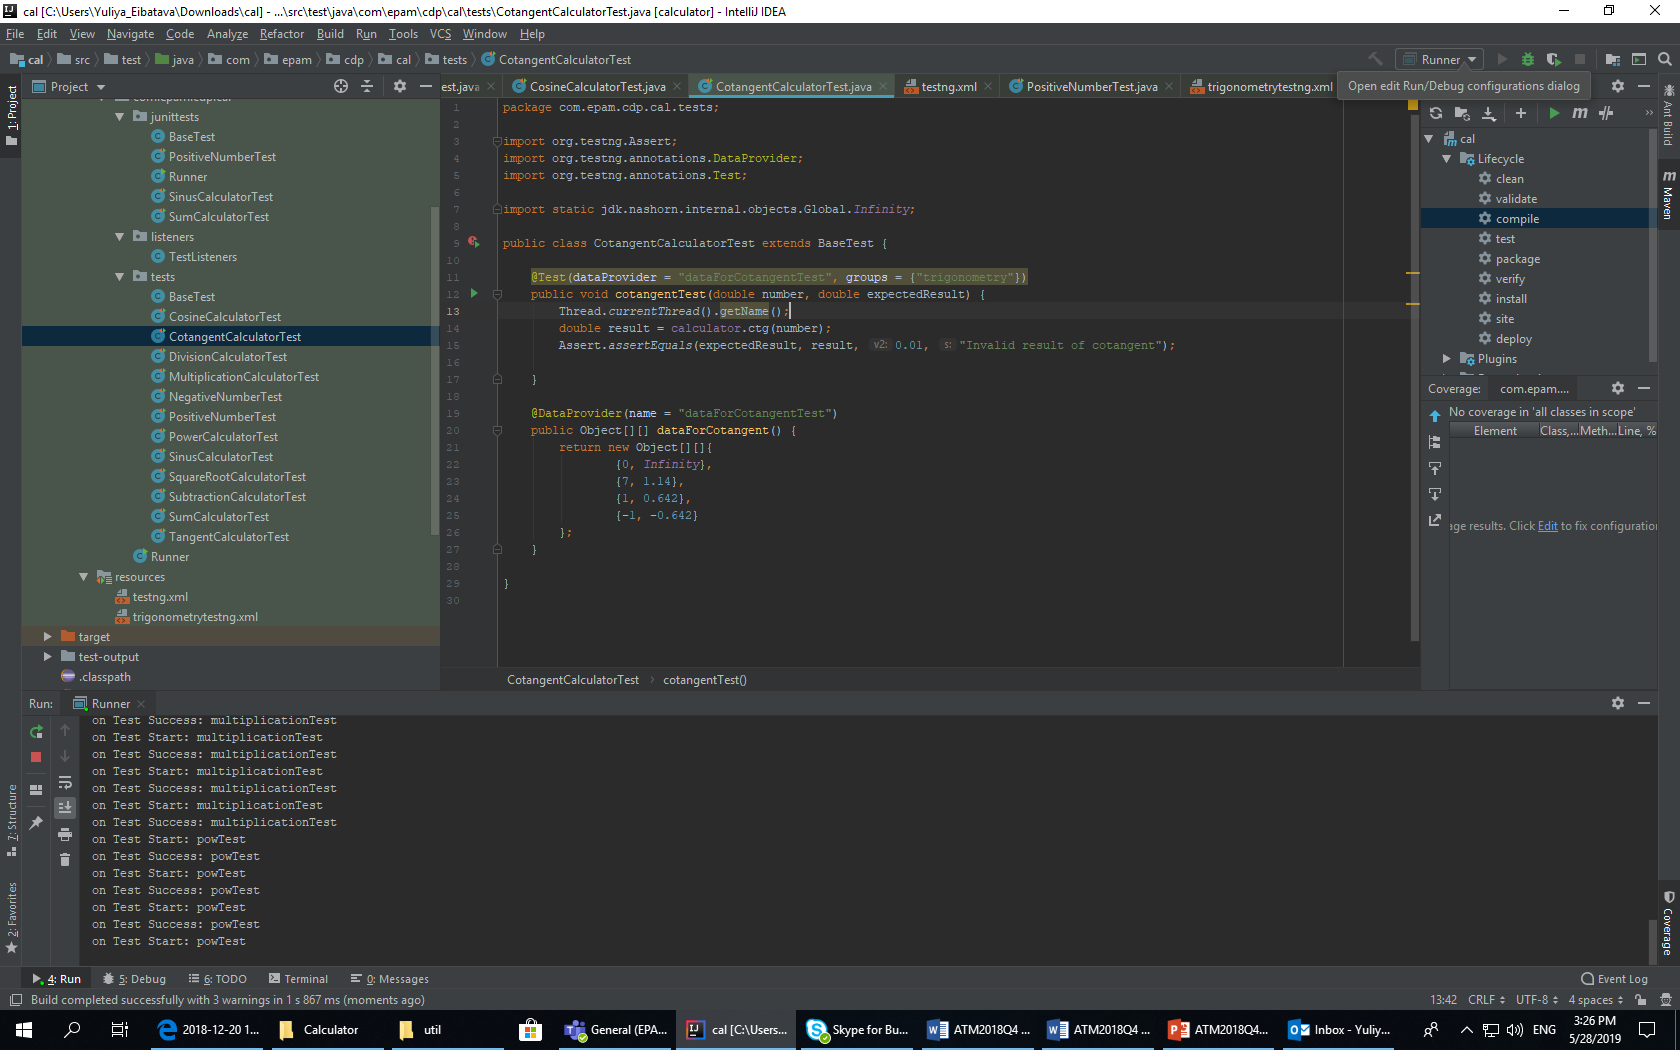 cal [C:\Users\Yuliya_Eibatava\Downloads\cal] - ...\src\test\java\com\epam\cdp\cal\tests\CotangentCalculatorTest.java [calculator] - IntelliJ IDEA
File Edit View Navigate Code Analyze Refactor Build Run Tools VCS Window Help
cal src test java com epam cdp cal tests CotangentCalculatorTest Runner
Open edit Run/Debug configurations dialog
Project est.java CosineCalculatorTest.java CotangentCalculatorTest.java testng.xml PositiveNumberTest.java trigonometrytestng.xml
1: Project
junittests
BaseTest
PositiveNumberTest
Runner
SinusCalculatorTest
SumCalculatorTest
listeners
TestListeners
tests
BaseTest
CosineCalculatorTest
CotangentCalculatorTest
DivisionCalculatorTest
MultiplicationCalculatorTest
NegativeNumberTest
PositiveNumberTest
PowerCalculatorTest
SinusCalculatorTest
SquareRootCalculatorTest
SubtractionCalculatorTest
SumCalculatorTest
TangentCalculatorTest
Runner
resources
testng.xml
trigonometrytestng.xml
target
test-output
.classpath
1 package com.epam.cdp.cal.tests;
2
3 import org.testng.Assert;
4 import org.testng.annotations.DataProvider;
5 import org.testng.annotations.Test;
6
7 import static jdk.nashorn.internal.objects.Global.Infinity;
8
9 public class CotangentCalculatorTest extends BaseTest {
10
11 @Test(dataProvider = "dataForCotangentTest", groups = {"trigonometry"})
12 public void cotangentTest(double number, double expectedResult) {
13 Thread.currentThread().getName();
14 double result = calculator.ctg(number);
15 Assert.assertEquals(expectedResult, result, v2: 0.01, s: "Invalid result of cotangent");
16
17 }
18
19 @DataProvider(name = "dataForCotangentTest")
20 public Object[][] dataForCotangent() {
21 return new Object[][]{
22 {0, Infinity},
23 {7, 1.14},
24 {1, 0.642},
25 {-1, -0.642}
26 };
27 }
28
29 }
30
CotangentCalculatorTest cotangentTest()
cal
Lifecycle
clean
validate
compile
test
package
verify
install
site
deploy
Plugins
Coverage: com.epam....
No coverage in 'all classes in scope'
Element Class,... Meth... Line, %
age results. Click Edit to fix configuration
Ant Build
Maven
Coverage
Run: Runner
on Test Success: multiplicationTest
on Test Start: multiplicationTest
on Test Success: multiplicationTest
on Test Start: multiplicationTest
on Test Success: multiplicationTest
on Test Start: multiplicationTest
on Test Success: multiplicationTest
on Test Start: powTest
on Test Success: powTest
on Test Start: powTest
on Test Success: powTest
on Test Start: powTest
on Test Success: powTest
on Test Start: powTest
7: Structure
2: Favorites
4: Run 5: Debug 6: TODO Terminal 0: Messages Event Log
Build completed successfully with 3 warnings in 1 s 867 ms (moments ago) 13:42 CRLF UTF-8 4 spaces
2018-12-20 1... Calculator util General (EPA... cal [C:\Users... Skype for Bu... ATM2018Q4 ... ATM2018Q4 ... ATM2018Q4... Inbox - Yuliy... ENG 3:26 PM
5/28/2019